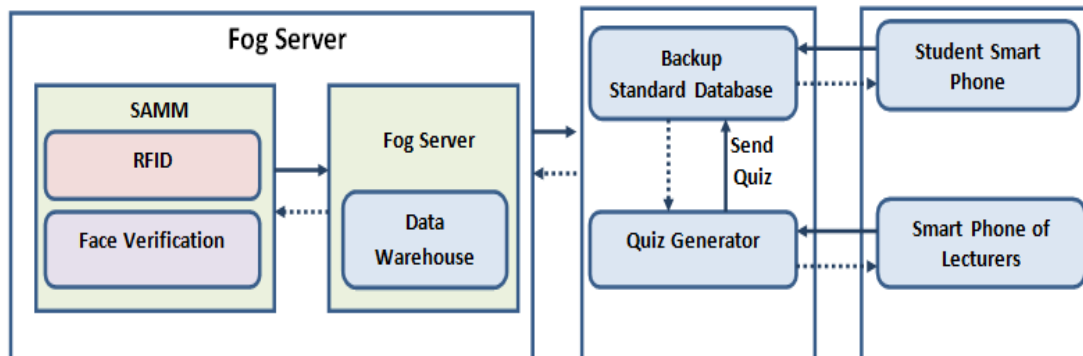 Fog Server
SAMM
RFID
Face Verification
Fog Server
Data
Warehouse
Backup
Standard Database
Send
Quiz
Quiz Generator
Student Smart
Phone
Smart Phone of
Lecturers